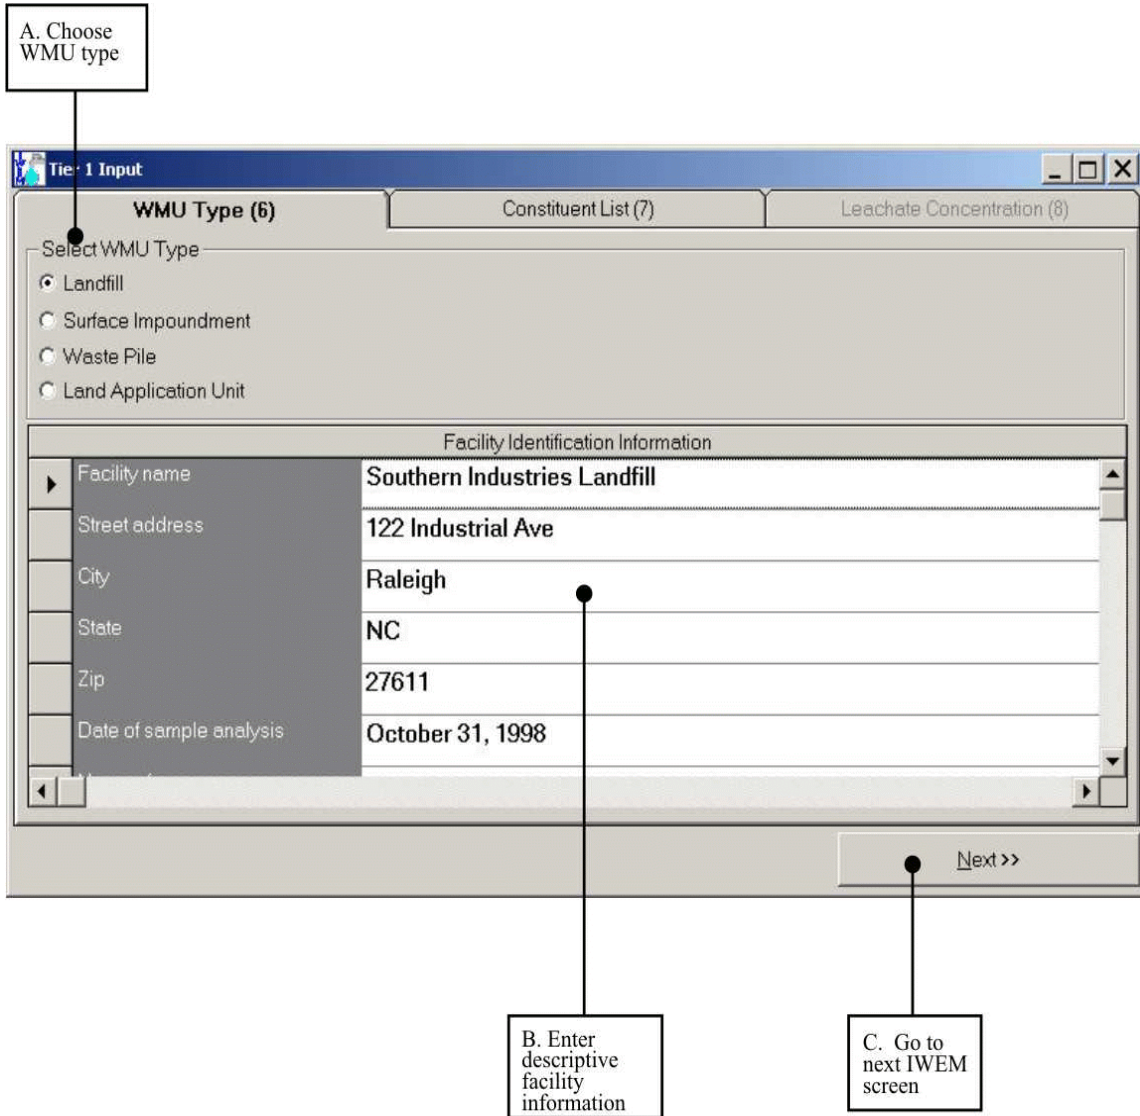 A. Choose
WMU type
Tier 1 Input
WMU Type (6)
Constituent List (7)
Leachate Concentration (8)
Select WMU Type
Landfill
Surface Impoundment
Waste Pile
Land Application Unit
Facility Identification Information
Facility name
Southern Industries Landfill
Street address
122 Industrial Ave
City
Raleigh
State
NC
Zip
27611
Date of sample analysis
October 31, 1998
Next >>
B. Enter
descriptive
facility
information
C. Go to
next IWEM
screen